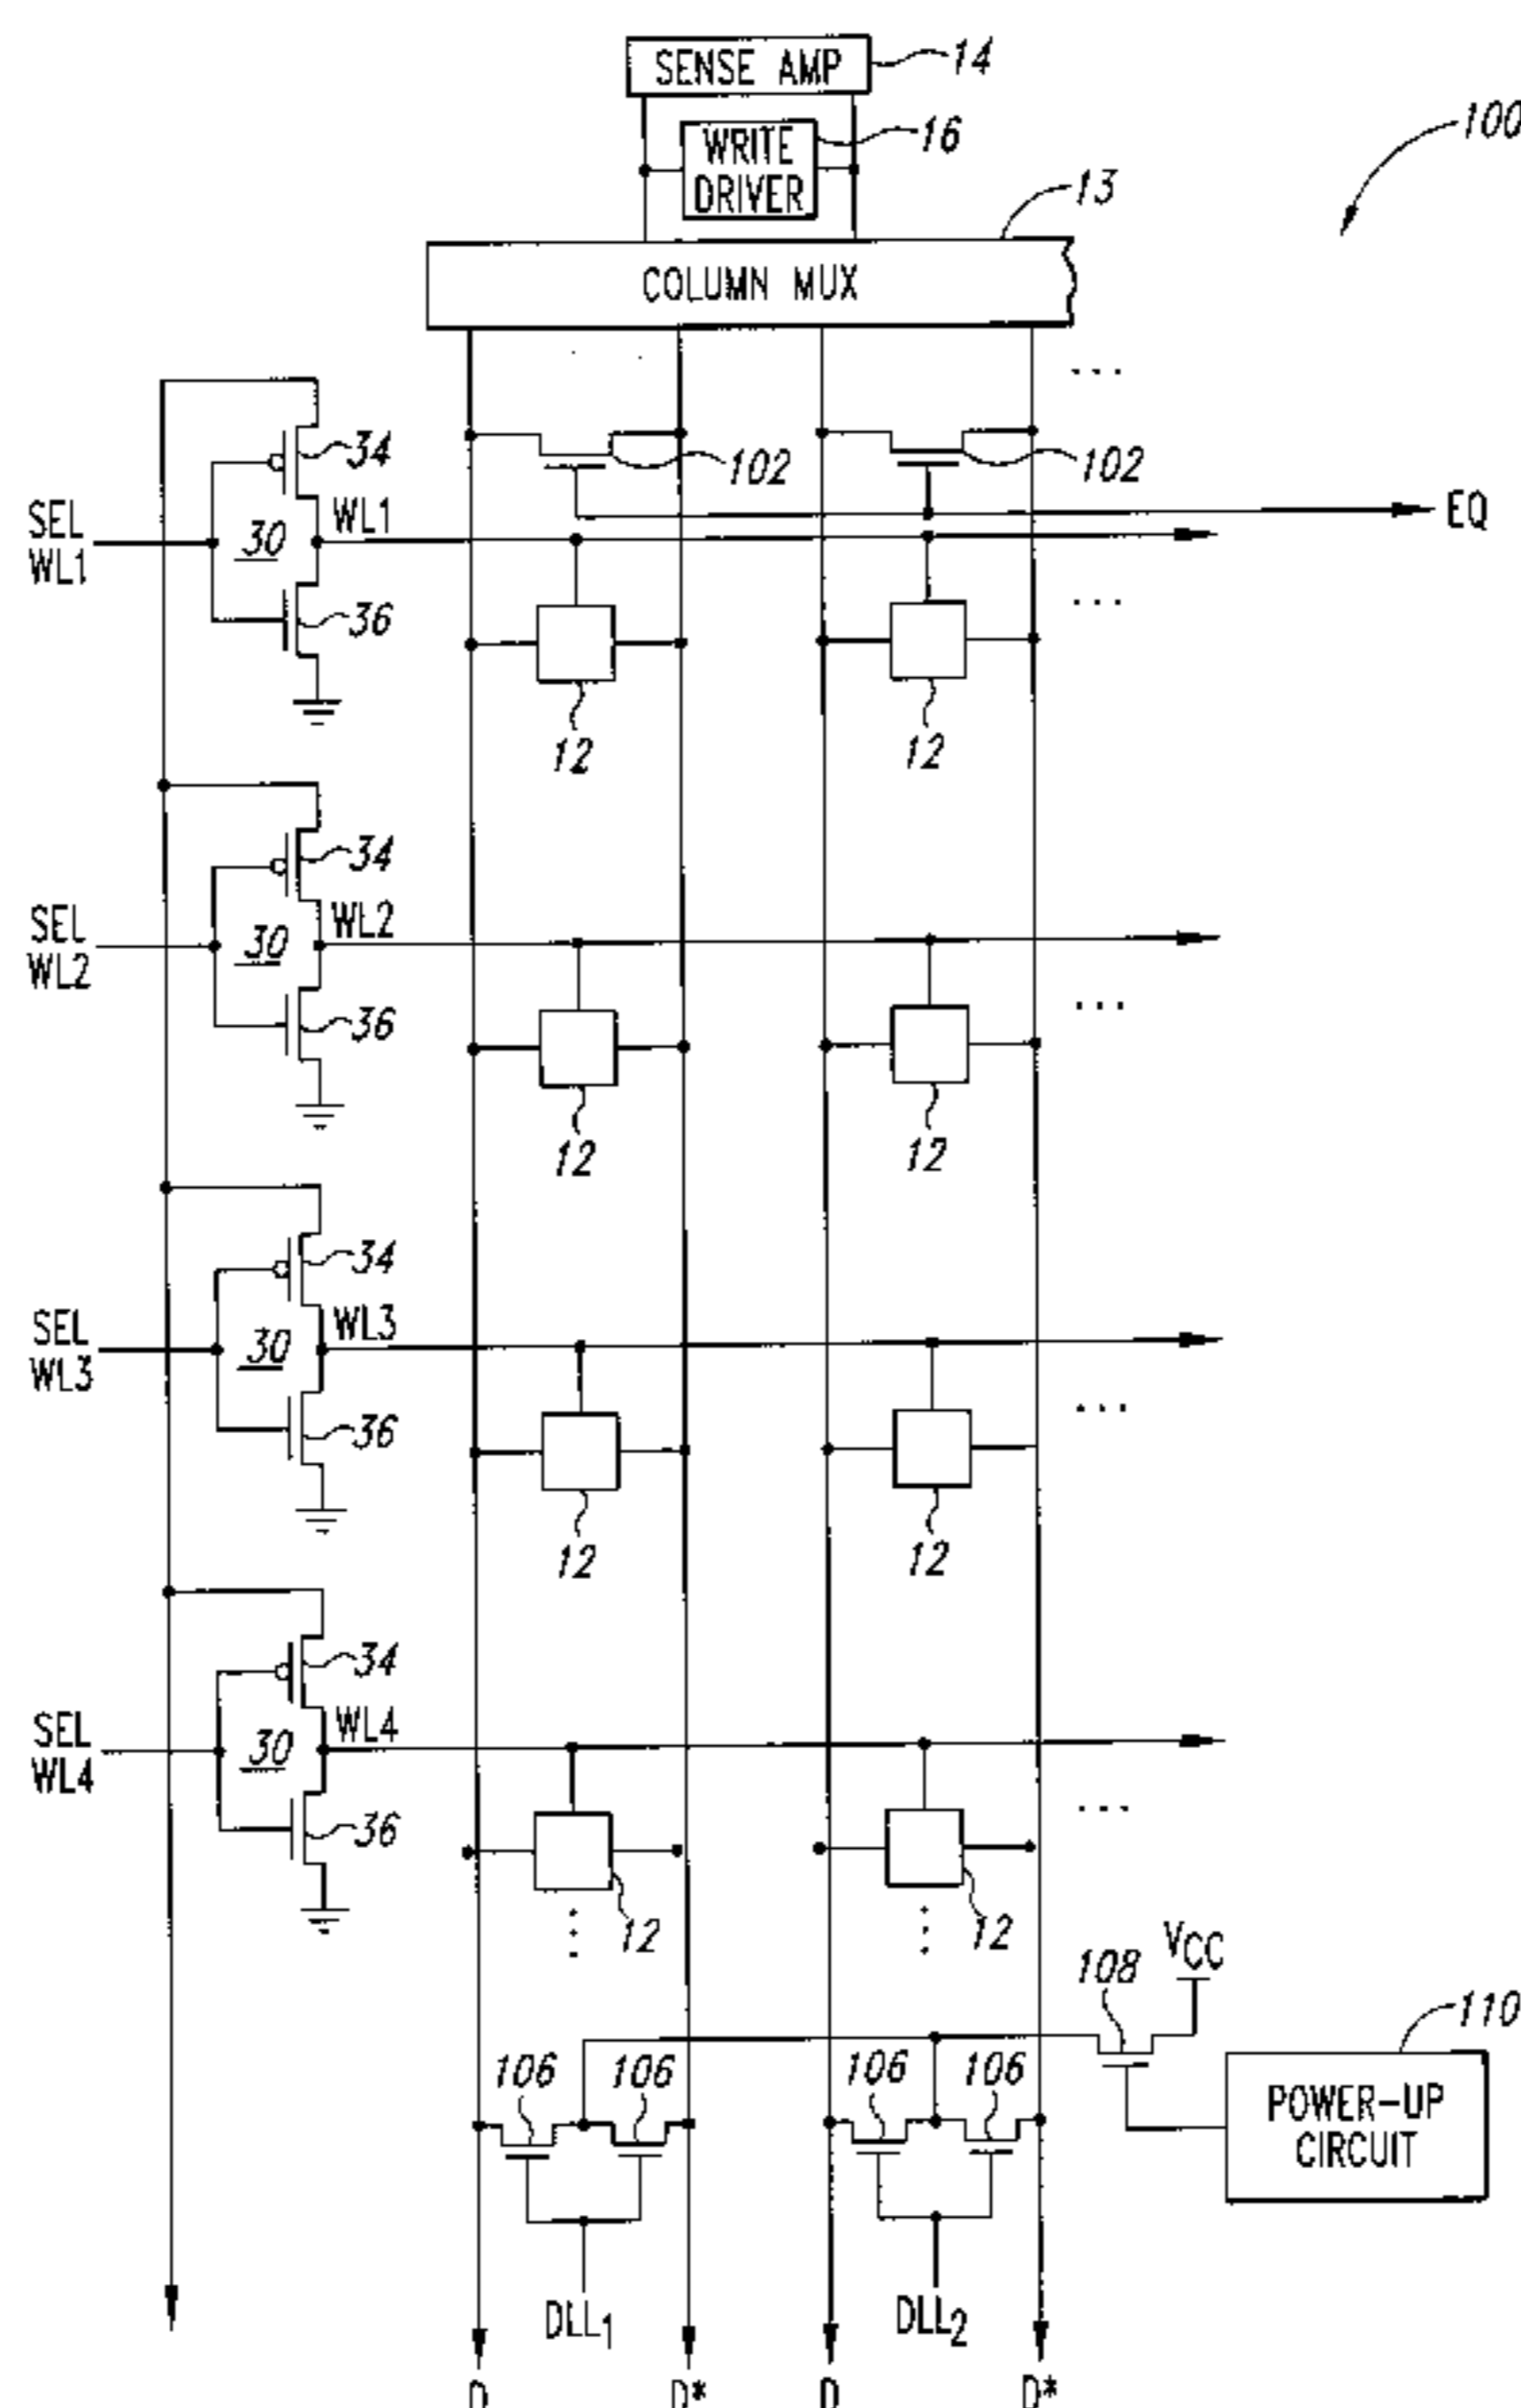 SENSE AMP
14
WRITE
DRIVER
16
100
13
COLUMN MUX
...
34
102
102
SEL
WL1
30
WL1
EQ
36
...
12
12
34
SEL
WL2
30
WL2
36
...
12
12
34
SEL
WL3
30
WL3
36
...
12
12
34
SEL
WL4
30
WL4
36
...
12
12
108
VCC
110
106
106
106
106
POWER-UP
CIRCUIT
DLL1
DLL2
D
D*
D
D*